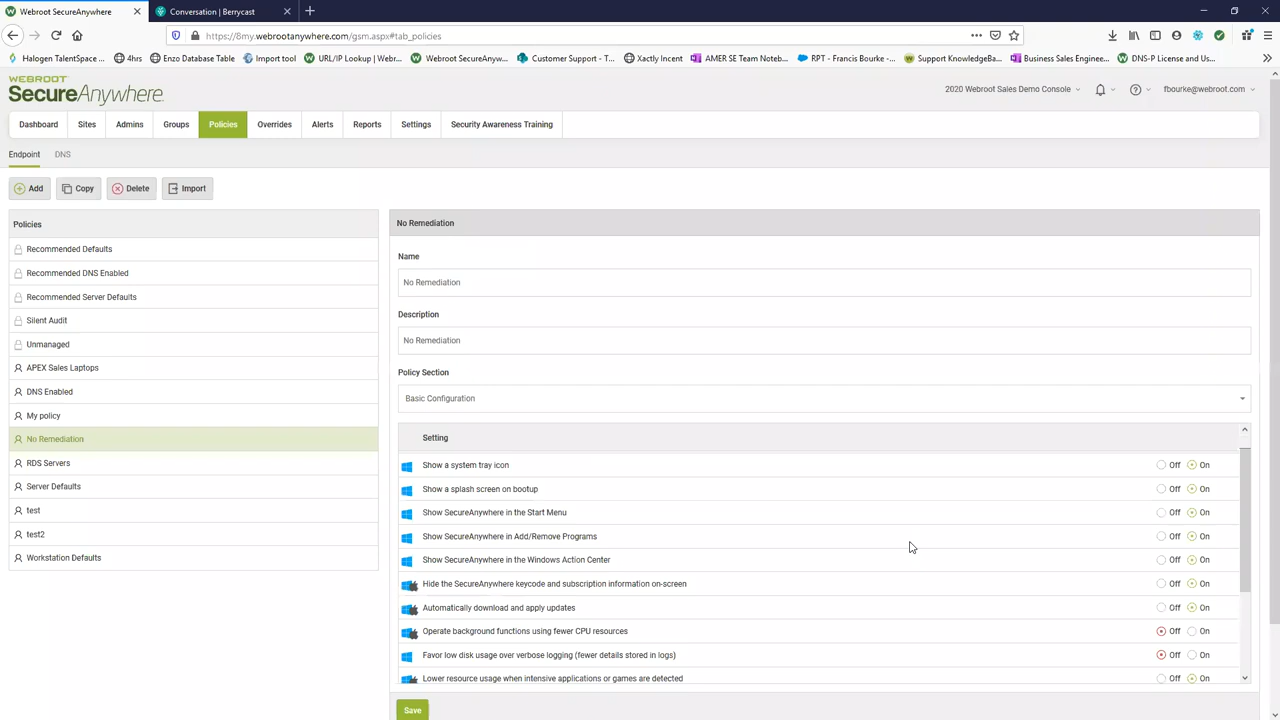 Webroot SecureAnywhere
Conversation | Berrycast
https://8my.webrootanywhere.com/gsm.aspx#tab_policies
Halogen TalentSpace ...
4hrs
Enzo Database Table
Import tool
URL/IP Lookup | Webr...
Webroot SecureAnyw...
Customer Support - T...
Xactly Incent
AMER SE Team Noteb...
RPT - Francis Bourke -...
Support KnowledgeBa...
Business Sales Enginee...
DNS-P License and Us...
WEBROOT
SecureAnywhere.
2020 Webroot Sales Demo Console
fbourke@webroot.com
Dashboard
Sites
Admins
Groups
Policies
Overrides
Alerts
Reports
Settings
Security Awareness Training
Endpoint
DNS
Add
Copy
Delete
Import
Policies
Recommended Defaults
Recommended DNS Enabled
Recommended Server Defaults
Silent Audit
Unmanaged
APEX Sales Laptops
DNS Enabled
My policy
No Remediation
RDS Servers
Server Defaults
test
test2
Workstation Defaults
No Remediation
Name
No Remediation
Description
No Remediation
Policy Section
Basic Configuration
Setting
Show a system tray icon Off On
Show a splash screen on bootup Off On
Show SecureAnywhere in the Start Menu Off On
Show SecureAnywhere in Add/Remove Programs Off On
Show SecureAnywhere in the Windows Action Center Off On
Hide the SecureAnywhere keycode and subscription information on-screen Off On
Automatically download and apply updates Off On
Operate background functions using fewer CPU resources Off On
Favor low disk usage over verbose logging (fewer details stored in logs) Off On
Lower resource usage when intensive applications or games are detected Off On
Save